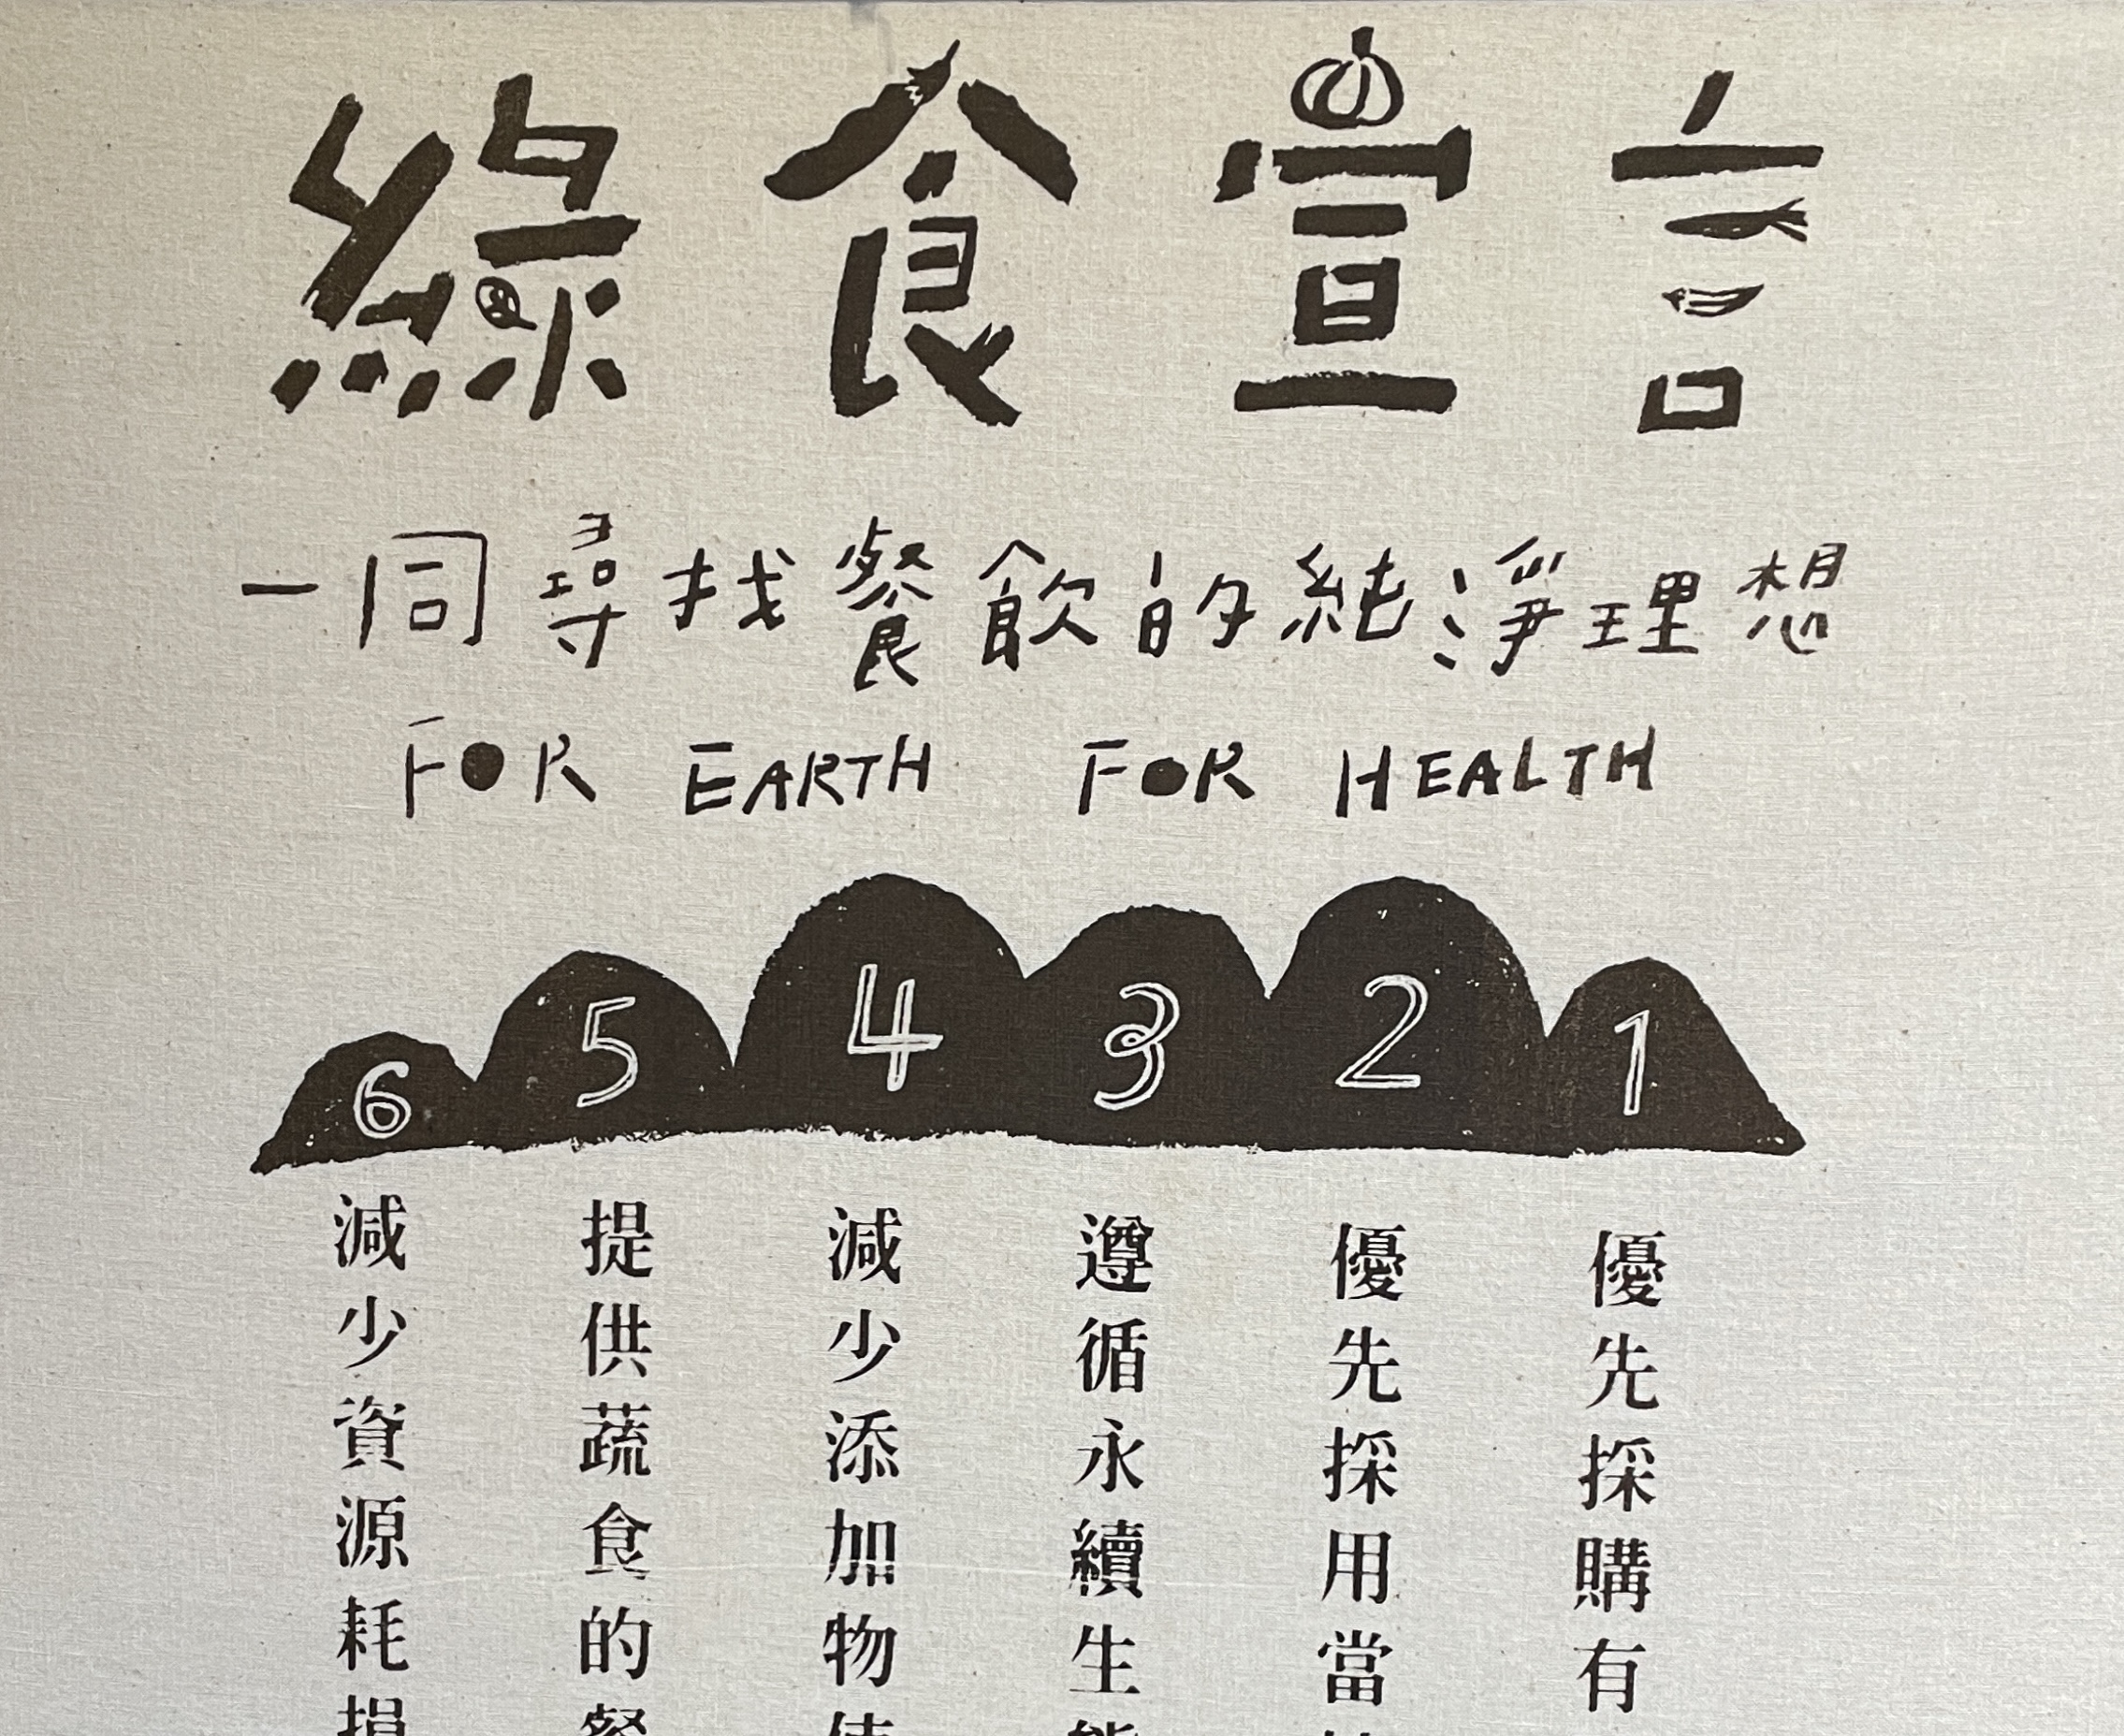 綠食宣言
一同尋找餐飲的純淨理想
FOR EARTH FOR HEALTH
1
優先採購有
2
優先採用當
3
遵循永續生
4
減少添加物
5
提供蔬食的
6
減少資源耗